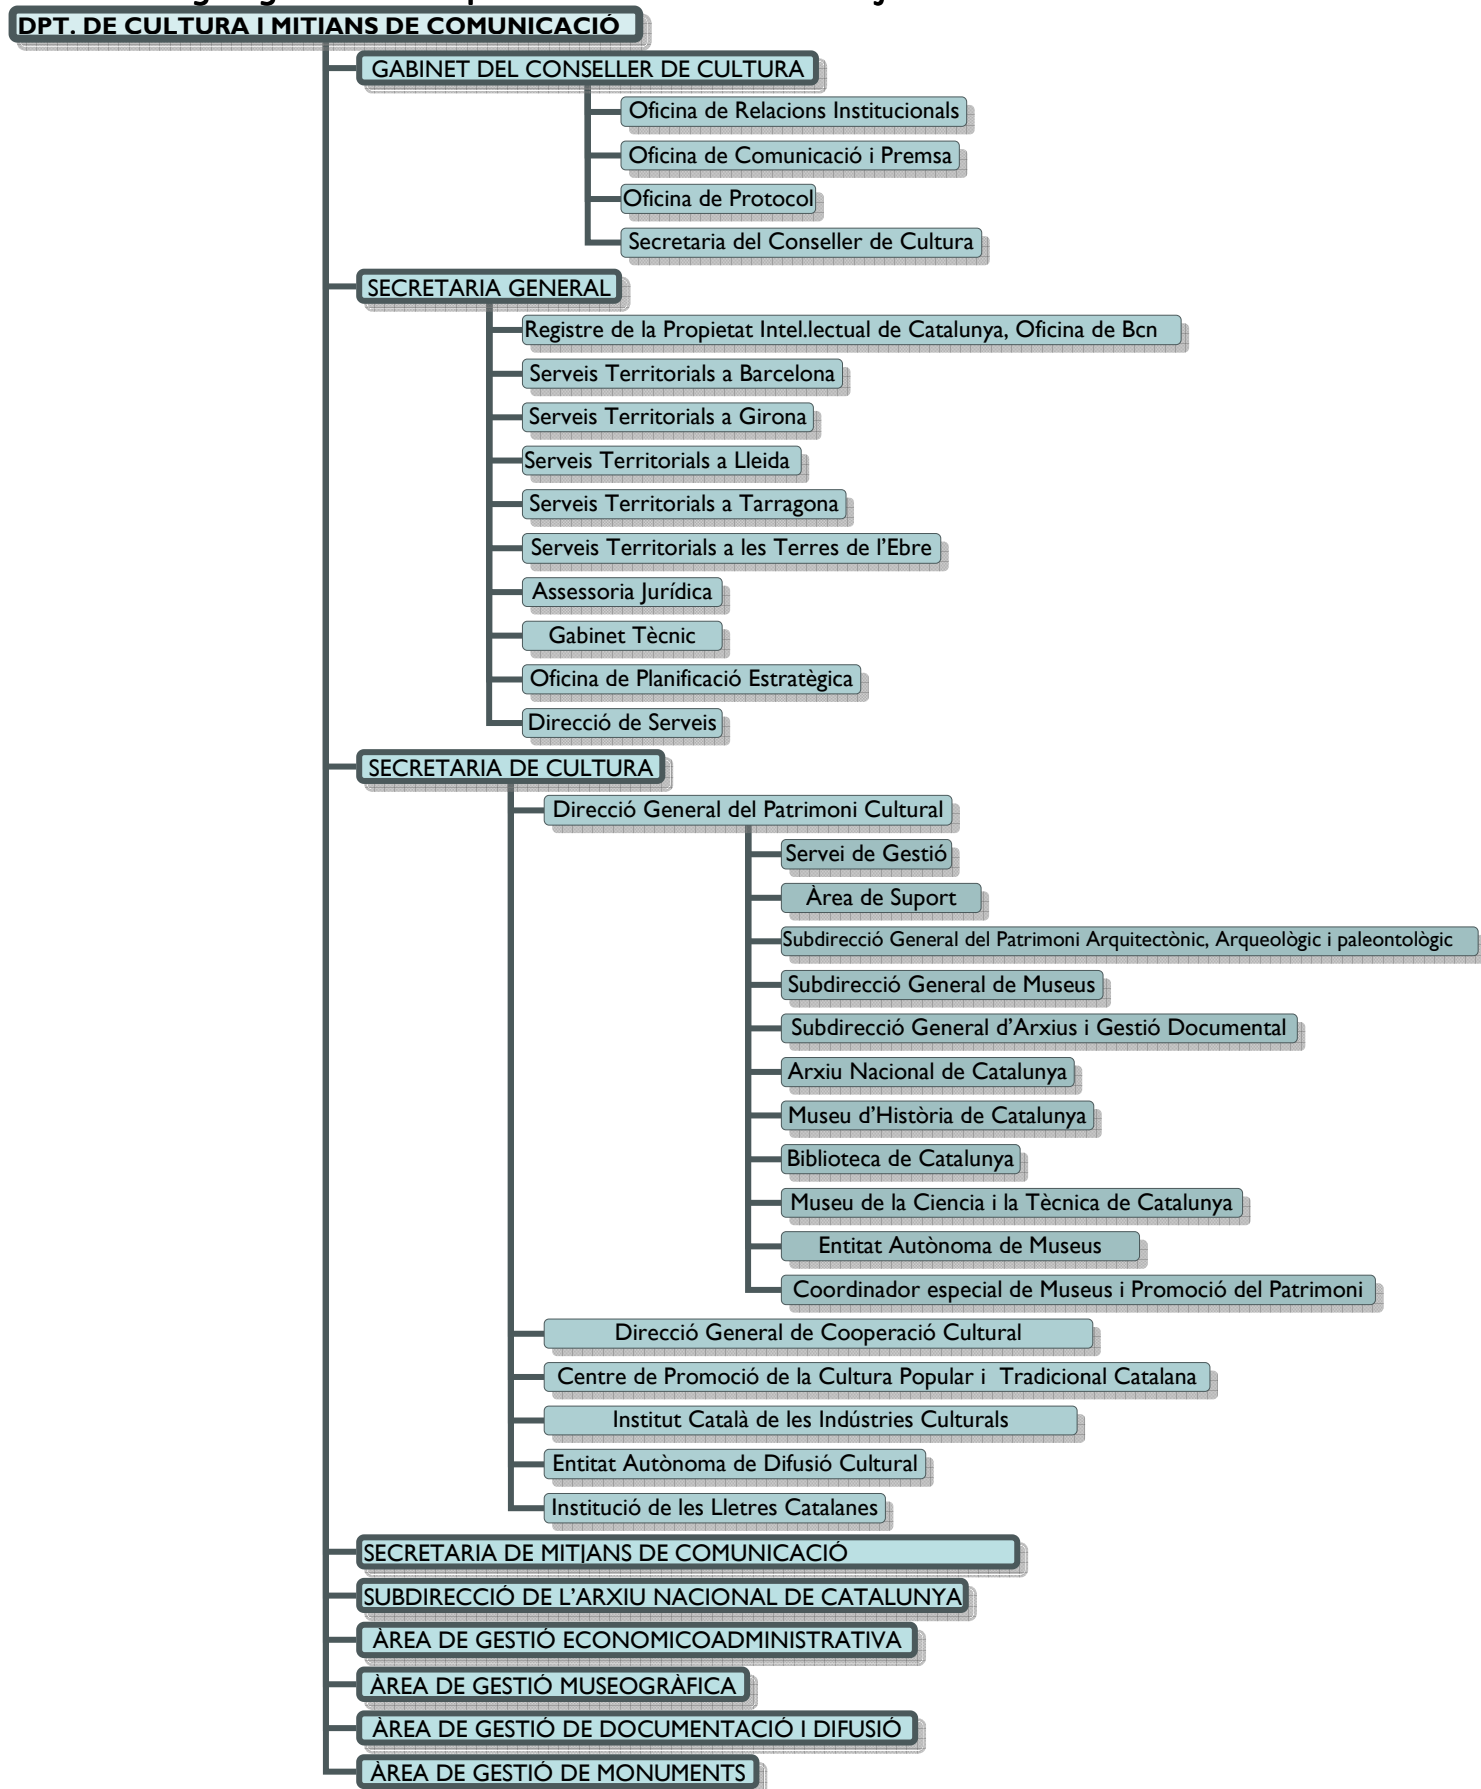 DPT. DE CULTURA I MITIANS DE COMUNICACIÓ
GABINET DEL CONSELLER DE CULTURA
Oficina de Relacions Institucionals
Oficina de Comunicació i Premsa
Oficina de Protocol
Secretaria del Conseller de Cultura
SECRETARIA GENERAL
Registre de la Propietat Intel.lectual de Catalunya, Oficina de Bcn
Serveis Territorials a Barcelona
Serveis Territorials a Girona
Serveis Territorials a Lleida
Serveis Territorials a Tarragona
Serveis Territorials a les Terres de l'Ebre
Assessoria Jurídica
Gabinet Tècnic
Oficina de Planificació Estratègica
Direcció de Serveis
SECRETARIA DE CULTURA
Direcció General del Patrimoni Cultural
Servei de Gestió
Àrea de Suport
Subdirecció General del Patrimoni Arquitectònic, Arqueològic i paleontològic
Subdirecció General de Museus
Subdirecció General d'Arxius i Gestió Documental
Arxiu Nacional de Catalunya
Museu d'Història de Catalunya
Biblioteca de Catalunya
Museu de la Ciencia i la Tècnica de Catalunya
Entitat Autònoma de Museus
Coordinador especial de Museus i Promoció del Patrimoni
Direcció General de Cooperació Cultural
Centre de Promoció de la Cultura Popular i Tradicional Catalana
Institut Català de les Indústries Culturals
Entitat Autònoma de Difusió Cultural
Institució de les Lletres Catalanes
SECRETARIA DE MITJANS DE COMUNICACIÓ
SUBDIRECCIÓ DE L'ARXIU NACIONAL DE CATALUNYA
ÀREA DE GESTIÓ ECONOMICOADMINISTRATIVA
ÀREA DE GESTIÓ MUSEOGRÀFICA
ÀREA DE GESTIÓ DE DOCUMENTACIÓ I DIFUSIÓ
ÀREA DE GESTIÓ DE MONUMENTS